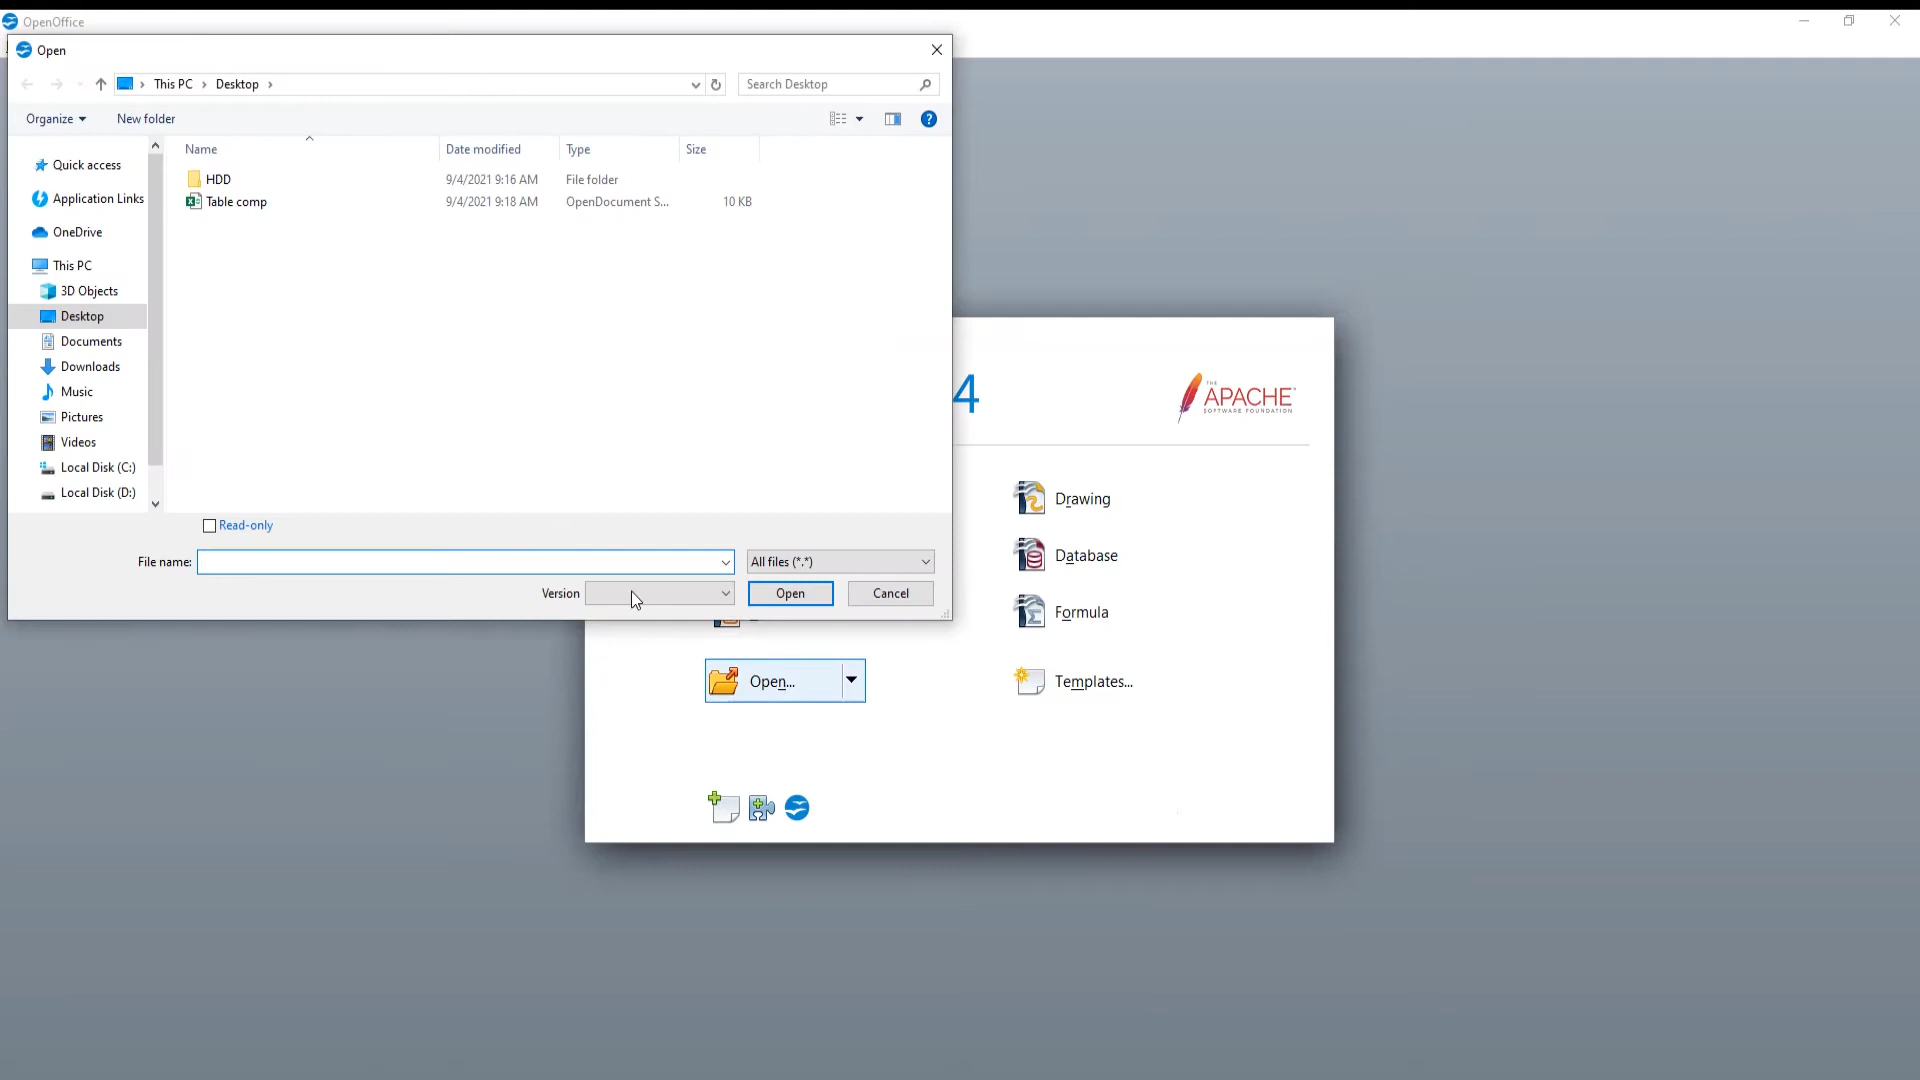 OpenOffice
Open
This PC
Desktop
Search Desktop
Organize
New folder
Name
Date modified
Type
Size
Quick access
Application Links
OneDrive
This PC
3D Objects
Desktop
Documents
Downloads
Music
Pictures
Videos
Local Disk (C:)
Local Disk (D:)
HDD 9/4/2021 9:16 AM File folder
Table comp 9/4/2021 9:18 AM OpenDocument S... 10 KB
Read-only
File name:
All files (*.*)
Version
Open
Cancel
4
THE
APACHE
SOFTWARE FOUNDATION
Drawing
Database
Formula
Open...
Templates...